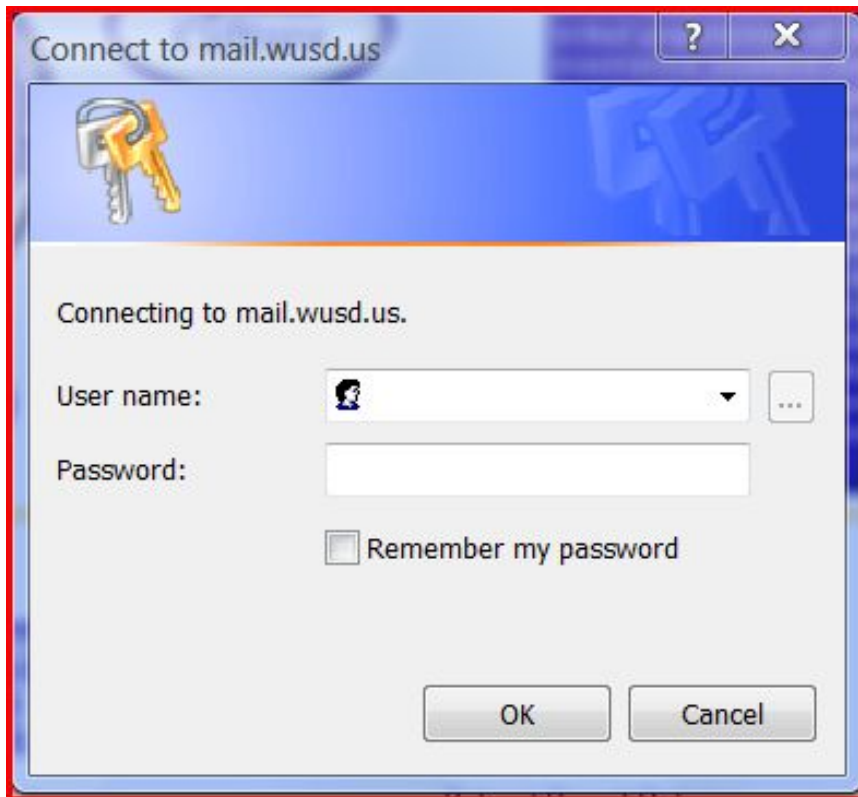 Connect to mail.wusd.us
Connecting to mail.wusd.us.
User name:
...
Password:
Remember my password
OK
Cancel